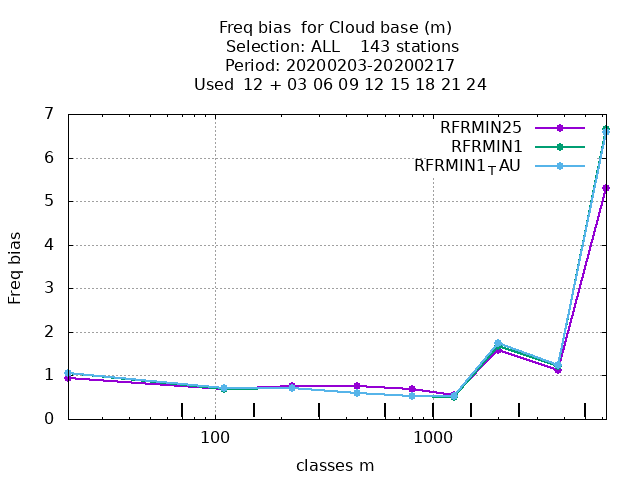 Freq bias  for Cloud base (m)
Selection: ALL    143 stations
Period: 20200203-20200217
Used  12 + 03 06 09 12 15 18 21 24
RFRMIN25
RFRMIN1
RFRMIN1_TAU
7
6
5
4
3
2
1
0
Freq bias
100
1000
classes m